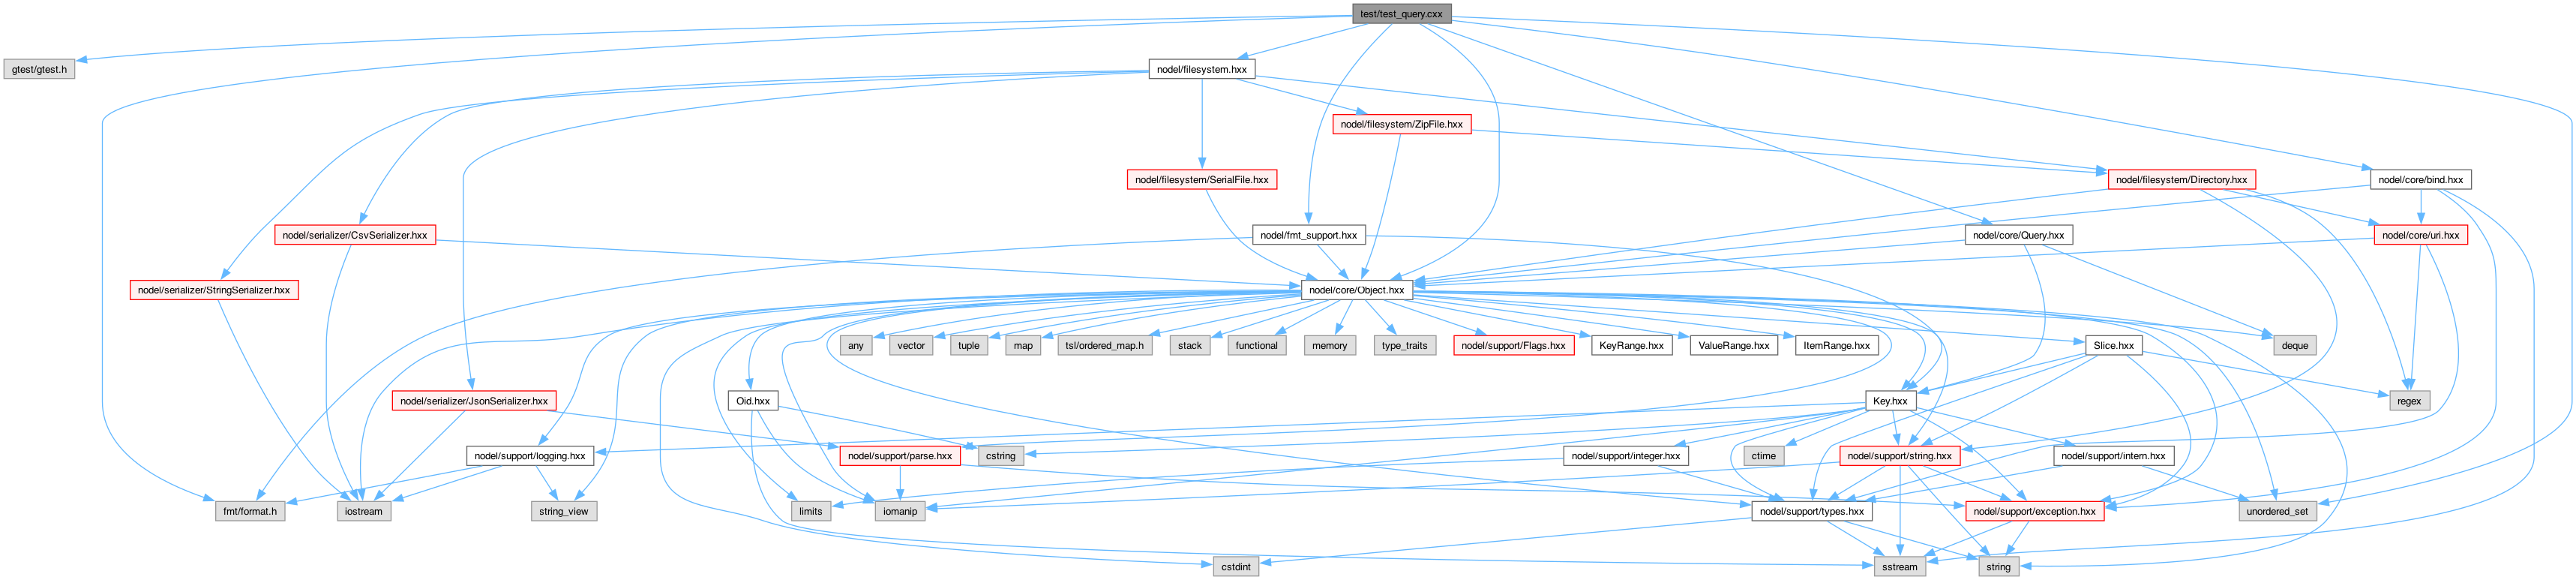 test/test_query.cxx
gtest/gtest.h
nodel/filesystem.hxx
nodel/filesystem/ZipFile.hxx
nodel/filesystem/SerialFile.hxx
nodel/filesystem/Directory.hxx
nodel/core/bind.hxx
nodel/serializer/CsvSerializer.hxx
nodel/fmt_support.hxx
nodel/core/Query.hxx
nodel/core/uri.hxx
nodel/serializer/StringSerializer.hxx
nodel/core/Object.hxx
any
vector
tuple
map
tsl/ordered_map.h
stack
functional
memory
type_traits
nodel/support/Flags.hxx
KeyRange.hxx
ValueRange.hxx
ItemRange.hxx
Slice.hxx
deque
nodel/serializer/JsonSerializer.hxx
Oid.hxx
Key.hxx
regex
nodel/support/logging.hxx
nodel/support/parse.hxx
cstring
nodel/support/integer.hxx
ctime
nodel/support/string.hxx
nodel/support/intern.hxx
fmt/format.h
iostream
string_view
limits
iomanip
nodel/support/types.hxx
nodel/support/exception.hxx
unordered_set
cstdint
sstream
string